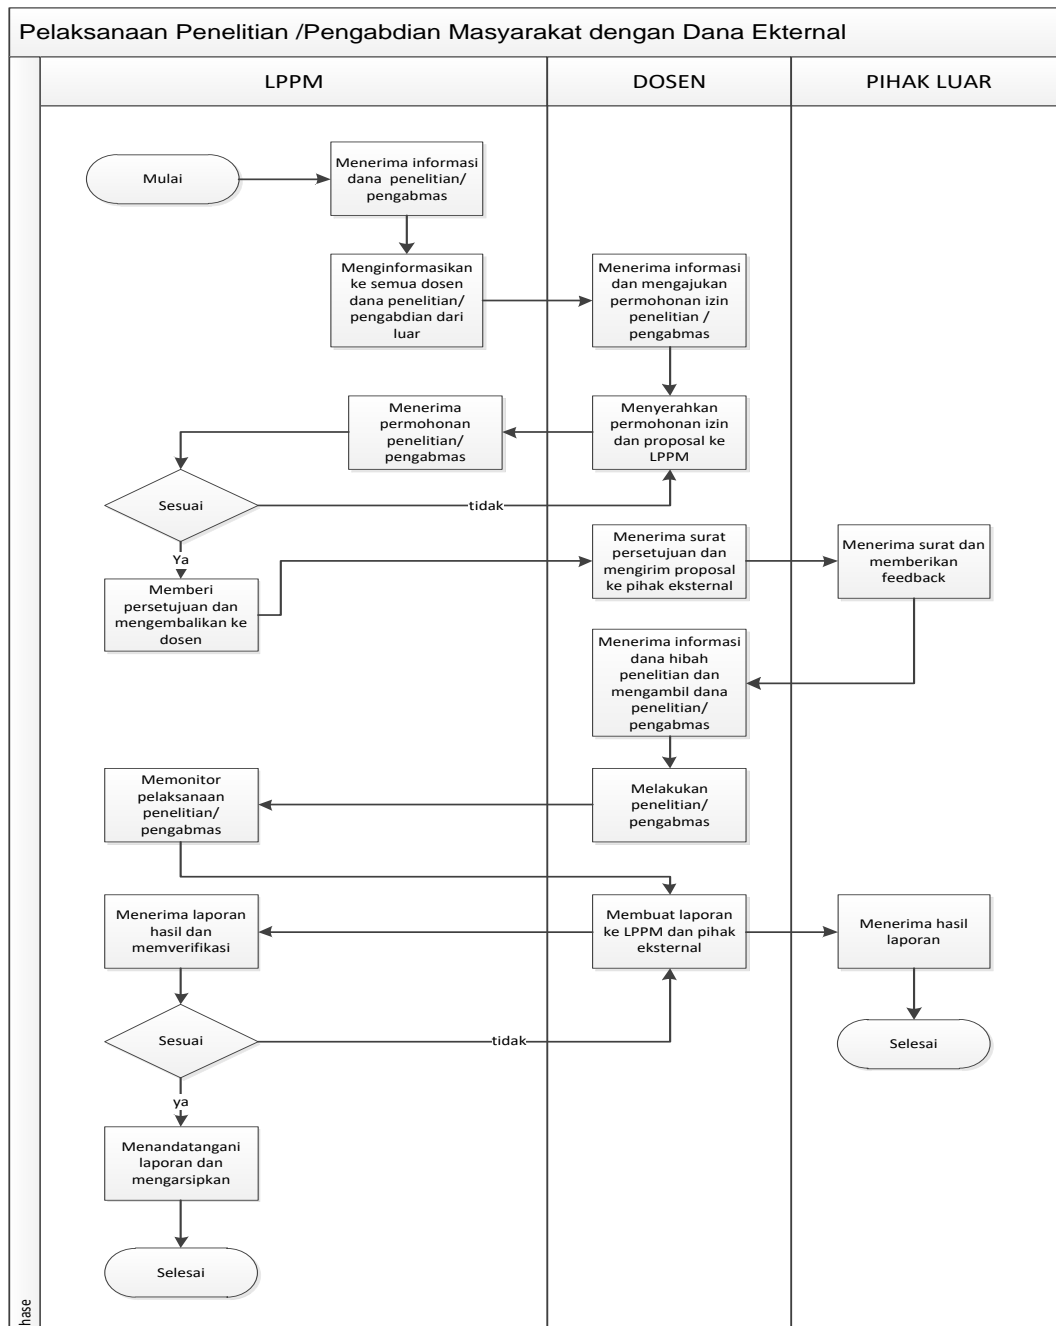 Pelaksanaan Penelitian /Pengabdian Masyarakat dengan Dana Ekternal
LPPM
DOSEN
PIHAK LUAR
Mulai
Menerima informasi
dana penelitian/
pengabmas
Menginformasikan
ke semua dosen
dana penelitian/
pengabdian dari
luar
Menerima informasi
dan mengajukan
permohonan izin
penelitian /
pengabmas
Menerima
permohonan
penelitian/
pengabmas
Menyerahkan
permohonan izin
dan proposal ke
LPPM
Sesuai
tidak
Ya
Memberi
persetujuan dan
mengembalikan ke
dosen
Menerima surat
persetujuan dan
mengirim proposal
ke pihak eksternal
Menerima surat dan
memberikan
feedback
Menerima informasi
dana hibah
penelitian dan
mengambil dana
penelitian/
pengabmas
Memonitor
pelaksanaan
penelitian/
pengabmas
Melakukan
penelitian/
pengabmas
Menerima laporan
hasil dan
memverifikasi
Membuat laporan
ke LPPM dan pihak
eksternal
Menerima hasil
laporan
Sesuai
tidak
Selesai
ya
Menandatangani
laporan dan
mengarsipkan
Selesai
hase